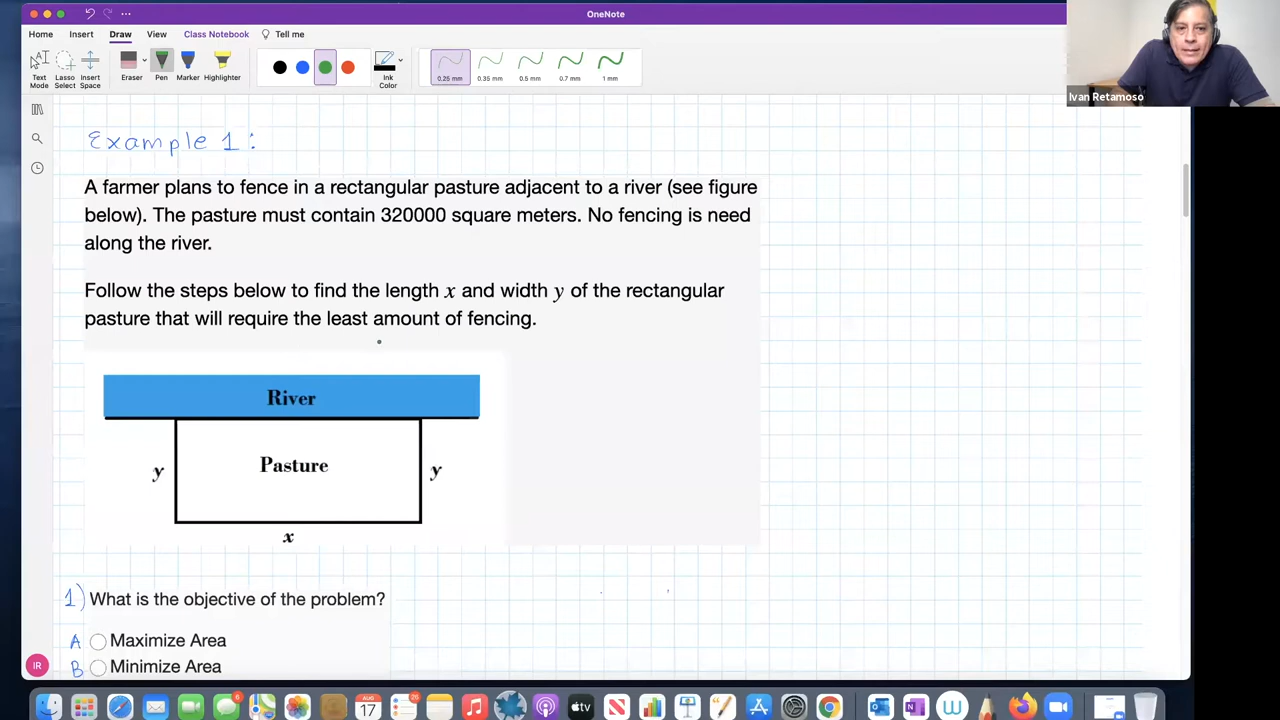 OneNote
Home Insert Draw View Class Notebook Tell me
Text Mode
Lasso Select
Insert Space
Eraser
Pen
Marker
Highlighter
Ink Color
0.25 mm
0.35 mm
0.5 mm
0.7 mm
1 mm
Ivan Retamoso
Example 1:
A farmer plans to fence in a rectangular pasture adjacent to a river (see figure
below). The pasture must contain 320000 square meters. No fencing is need
along the river.
Follow the steps below to find the length x and width y of the rectangular
pasture that will require the least amount of fencing.
River
Pasture
y
y
x
1) What is the objective of the problem?
A Maximize Area
B Minimize Area
IR
6
AUG
17
26
tv